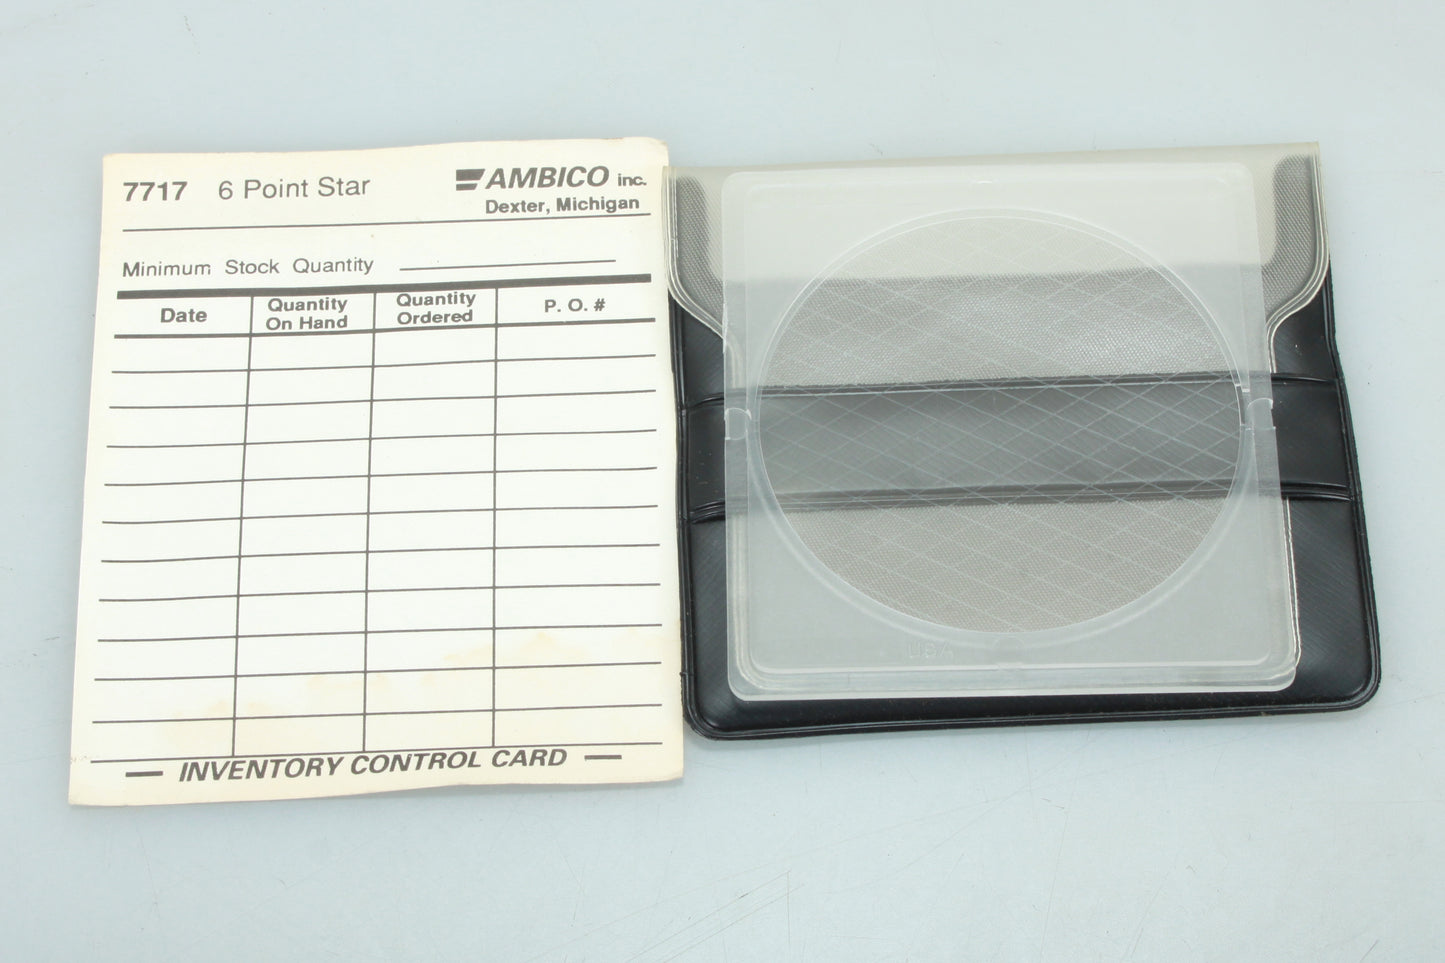 7717 6 Point Star
AMBICO inc.
Dexter, Michigan
Minimum Stock Quantity
Date
Quantity
On Hand
Quantity
Ordered
P. O. #
INVENTORY CONTROL CARD
USA